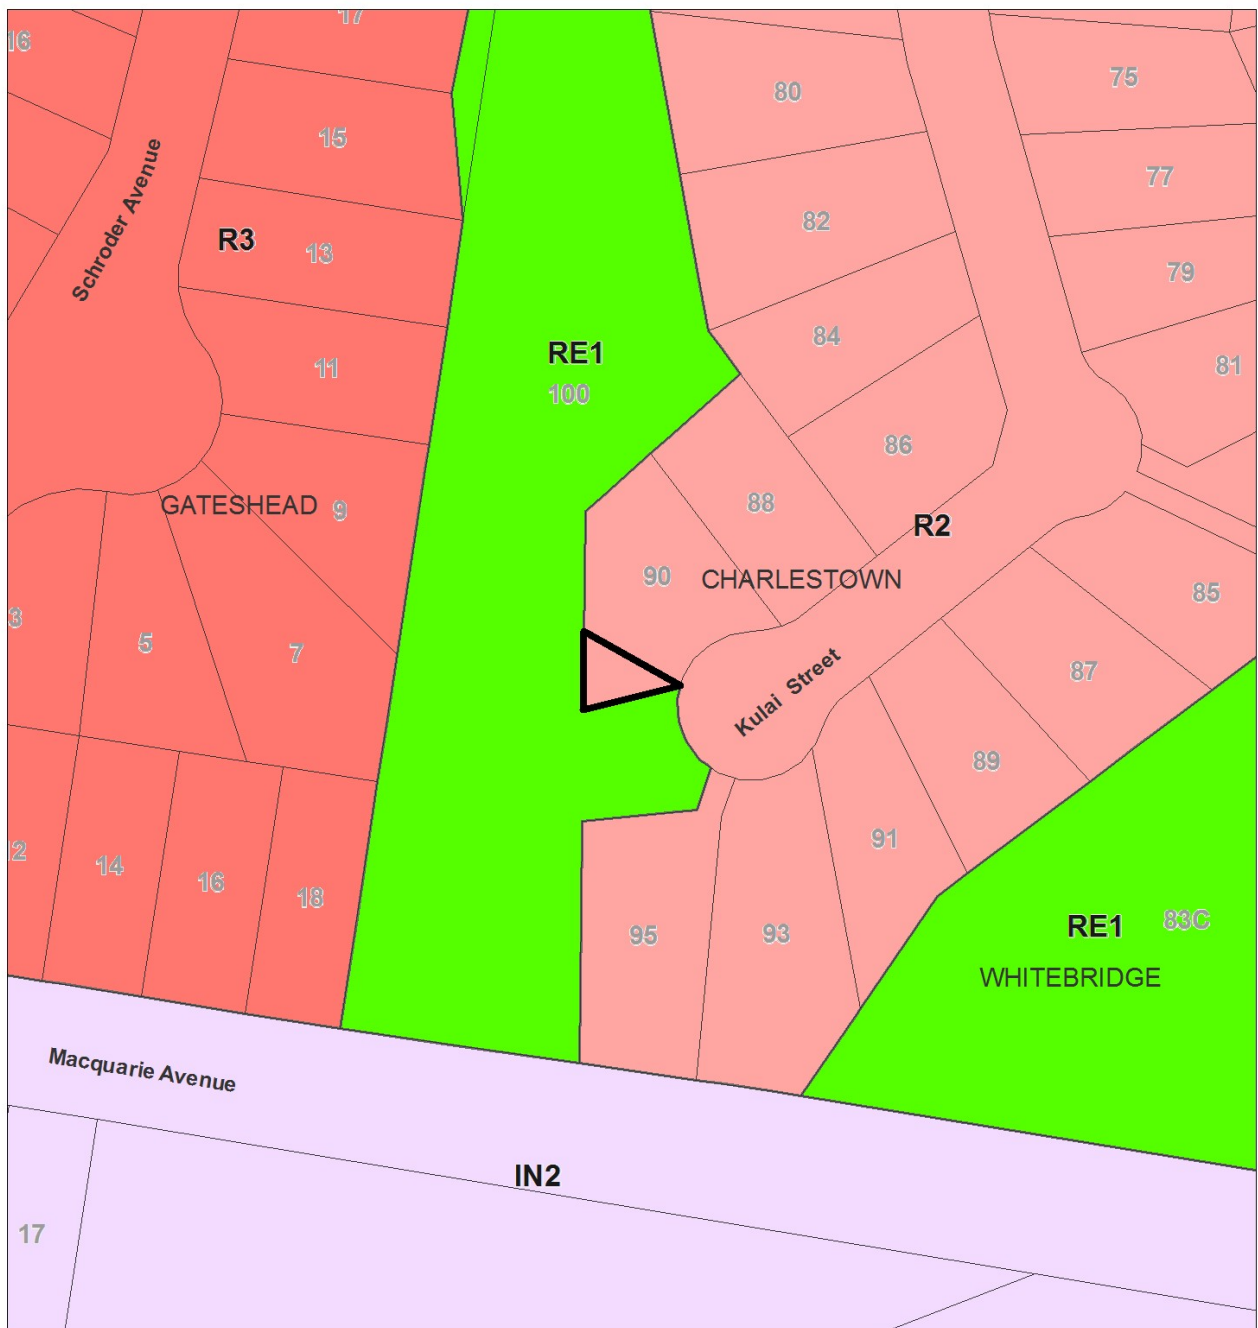 17
16
80
75
15
77
82
Schroder Avenue
R3
13
79
84
RE1
11
81
100
86
88
GATESHEAD
9
R2
90
CHARLESTOWN
85
3
5
7
87
Kulai Street
89
91
12
14
16
18
95
93
RE1
83C
WHITEBRIDGE
Macquarie Avenue
IN2
17